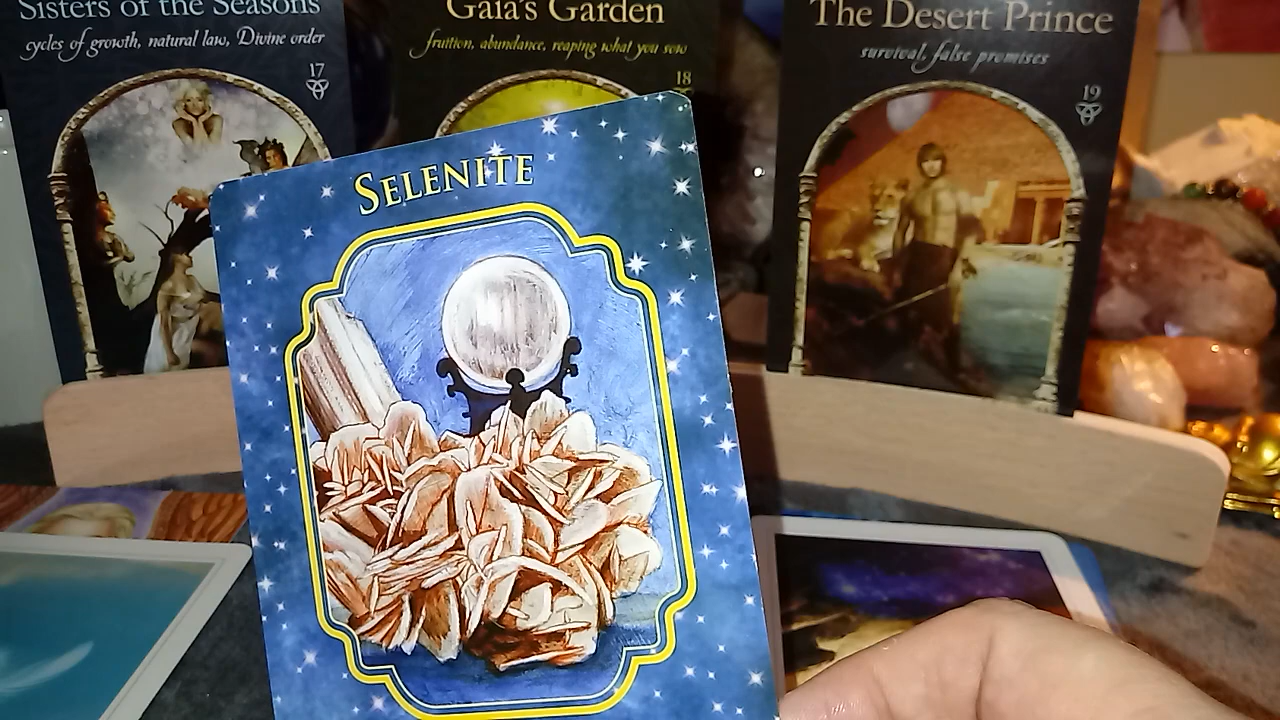 Sisters of the Seasons
cycles of growth, natural law, Divine order
17
Gaia's Garden
fruition, abundance, reaping what you sow
18
The Desert Prince
survival, false promises
19
SELENITE